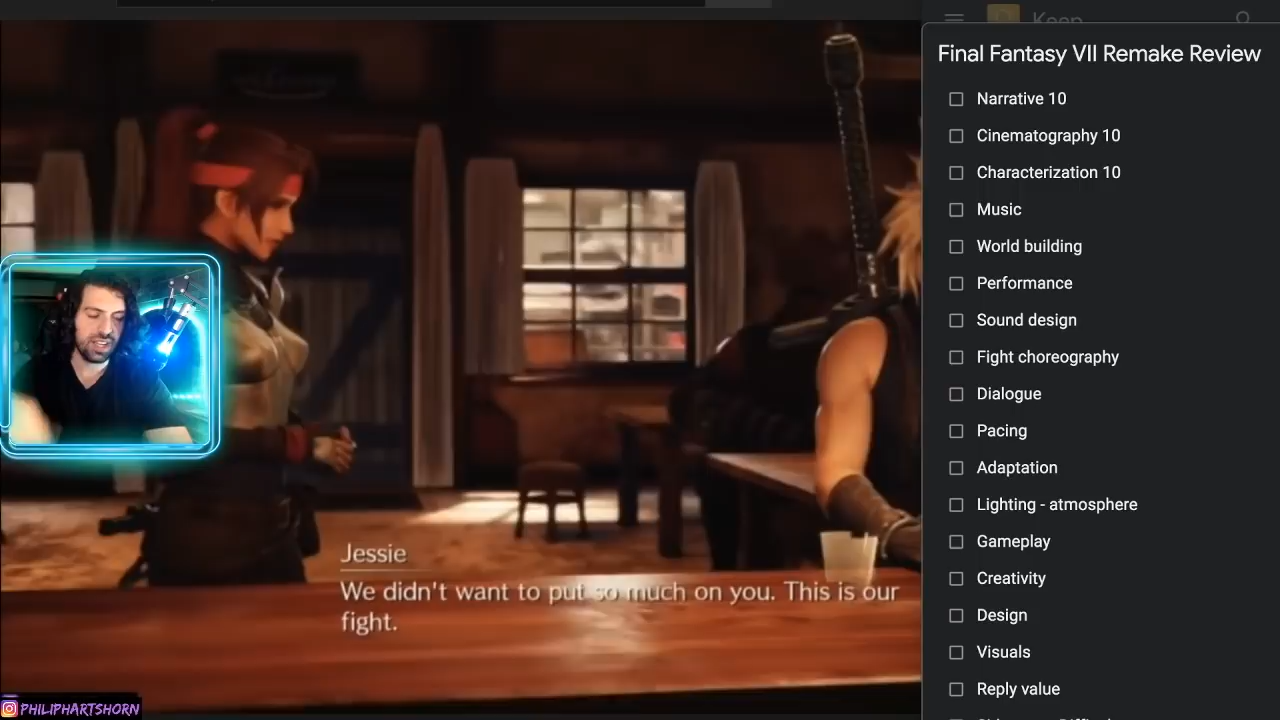 Keep
Final Fantasy VII Remake Review
Narrative 10
Cinematography 10
Characterization 10
Music
World building
Performance
Sound design
Fight choreography
Dialogue
Pacing
Adaptation
Lighting - atmosphere
Gameplay
Creativity
Design
Visuals
Reply value
Jessie
We didn't want to put so much on you. This is our
fight.
PHILIPHARTSHORN